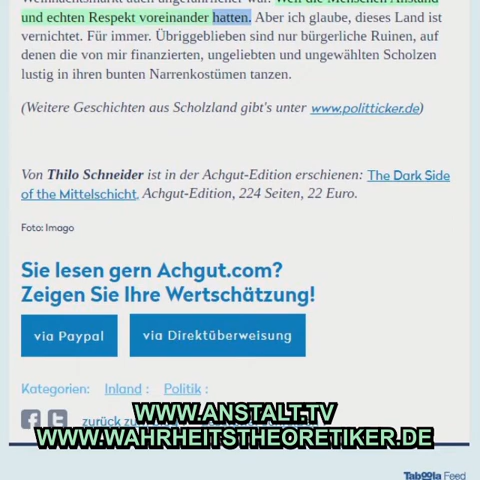 Weihnachtsmarkt auch ungefährlicher war. Weil die Menschen Anstand
und echten Respekt voreinander hatten. Aber ich glaube, dieses Land ist
vernichtet. Für immer. Übriggeblieben sind nur bürgerliche Ruinen, auf
denen die von mir finanzierten, ungeliebten und ungewählten Scholzen
lustig in ihren bunten Narrenkostümen tanzen.
(Weitere Geschichten aus Scholzland gibt's unter www.politticker.de)
Von Thilo Schneider ist in der Achgut-Edition erschienen: The Dark Side
of the Mittelschicht, Achgut-Edition, 224 Seiten, 22 Euro.
Foto: Imago
Sie lesen gern Achgut.com?
Zeigen Sie Ihre Wertschätzung!
via Paypal via Direktüberweisung
Kategorien: Inland : Politik :
zurück
WWW.ANSTALT.TV
WWW.WAHRHEITSTHEORETIKER.DE
Taboola Feed